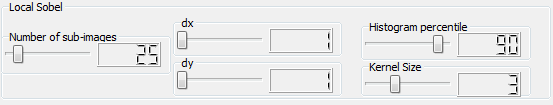 Local Sobel
dx
Histogram percentile
Number of sub-images
1
90
25
dy
Kernel Size
1
3